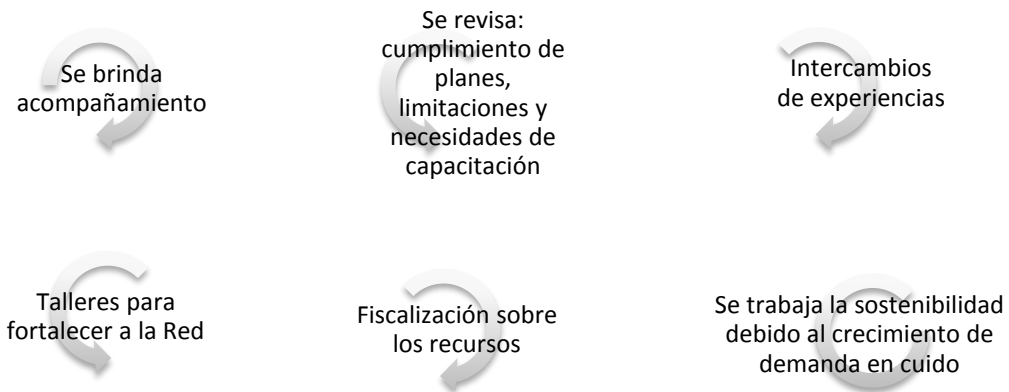 Se brinda
acompañamiento
Se revisa:
cumplimiento de
planes,
limitaciones y
necesidades de
capacitación
Intercambios
de experiencias
Talleres para
fortalecer a la Red
Fiscalización sobre
los recursos
Se trabaja la sostenibilidad
debido al crecimiento de
demanda en cuido